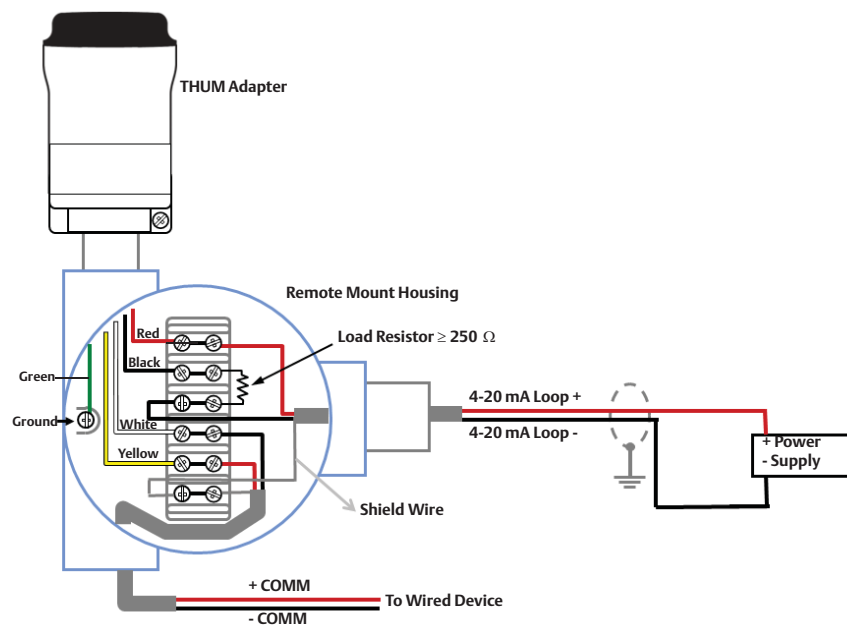 THUM Adapter
Remote Mount Housing
Red
Load Resistor ≥ 250 Ω
Black
Green
4-20 mA Loop +
Ground
White
4-20 mA Loop -
+ Power
- Supply
Yellow
Shield Wire
+ COMM
To Wired Device
- COMM